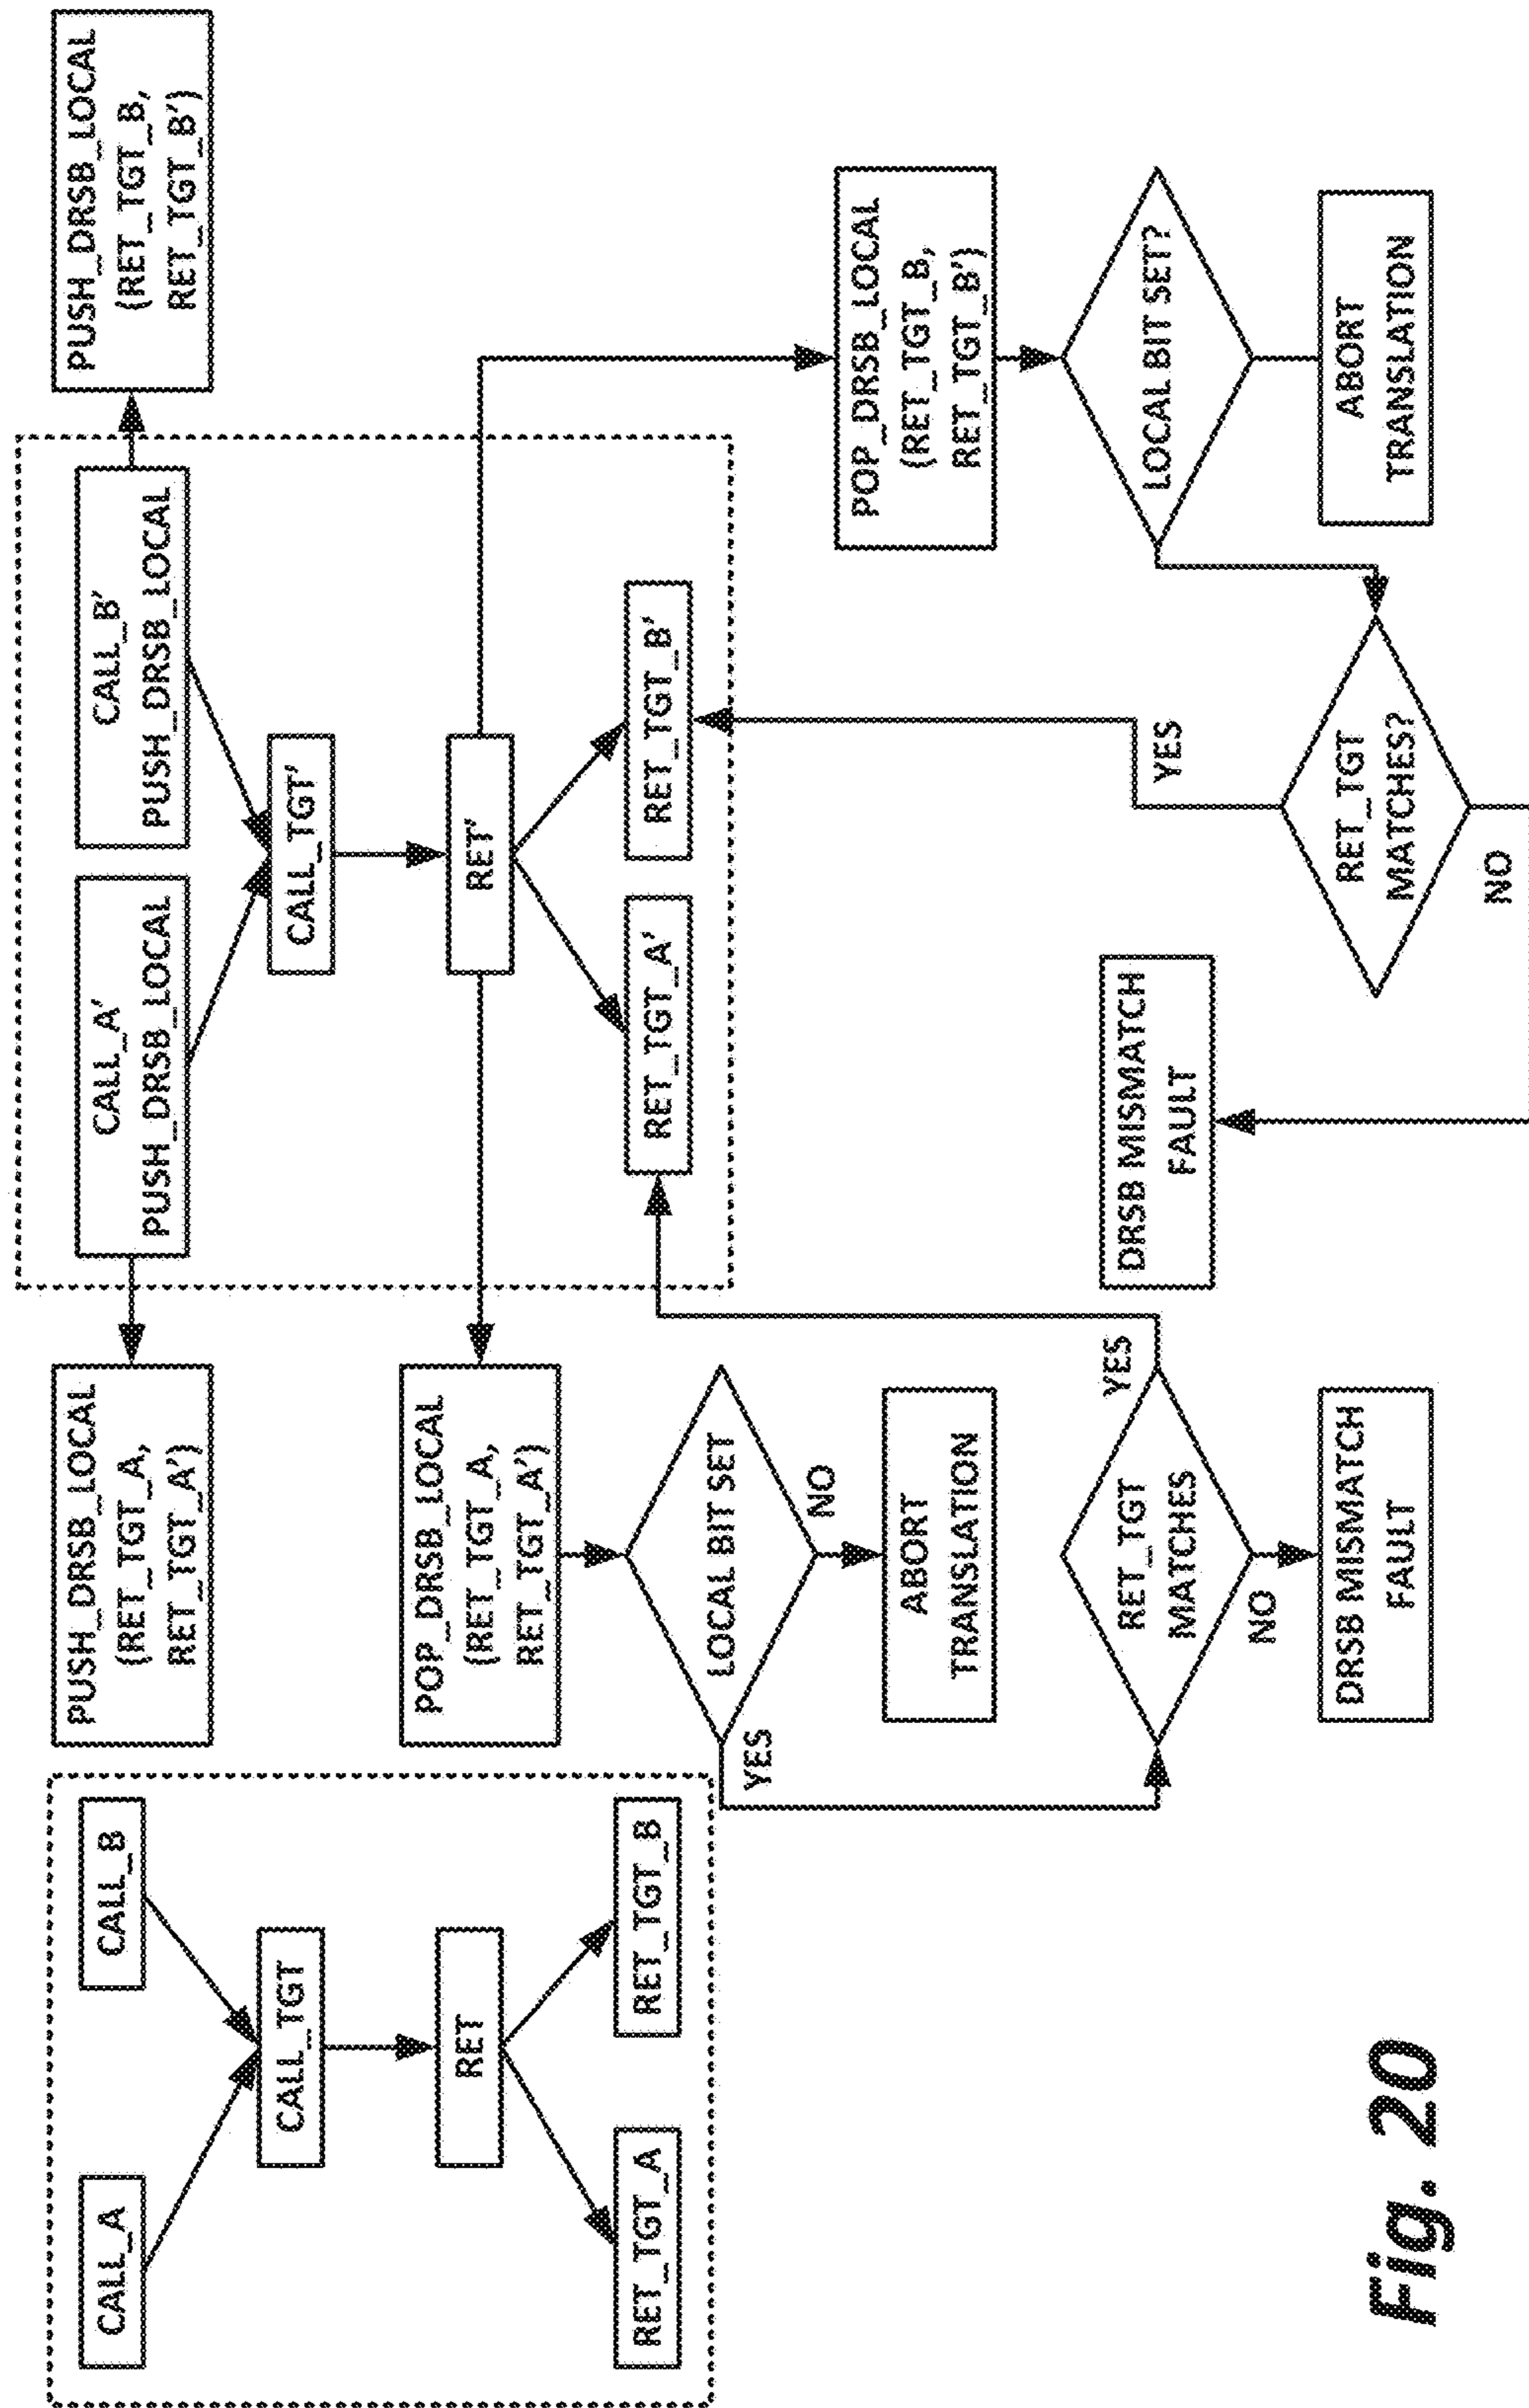 CALL_A
CALL_B
CALL_TGT
RET
RET_TGT_A
RET_TGT_B
PUSH_DRSB_LOCAL
(RET_TGT_A,
RET_TGT_A')
POP_DRSB_LOCAL
(RET_TGT_A,
RET_TGT_A')
LOCAL BIT SET
YES
NO
ABORT
TRANSLATION
RET_TGT
MATCHES
YES
NO
DRSB MISMATCH
FAULT
CALL_A'
PUSH_DRSB_LOCAL
CALL_B'
PUSH_DRSB_LOCAL
CALL_TGT'
RET'
RET_TGT_A'
RET_TGT_B'
PUSH_DRSB_LOCAL
(RET_TGT_B,
RET_TGT_B')
POP_DRSB_LOCAL
(RET_TGT_B,
RET_TGT_B')
LOCAL BIT SET?
ABORT
TRANSLATION
YES
RET_TGT
MATCHES?
NO
DRSB MISMATCH
FAULT
Fig. 20